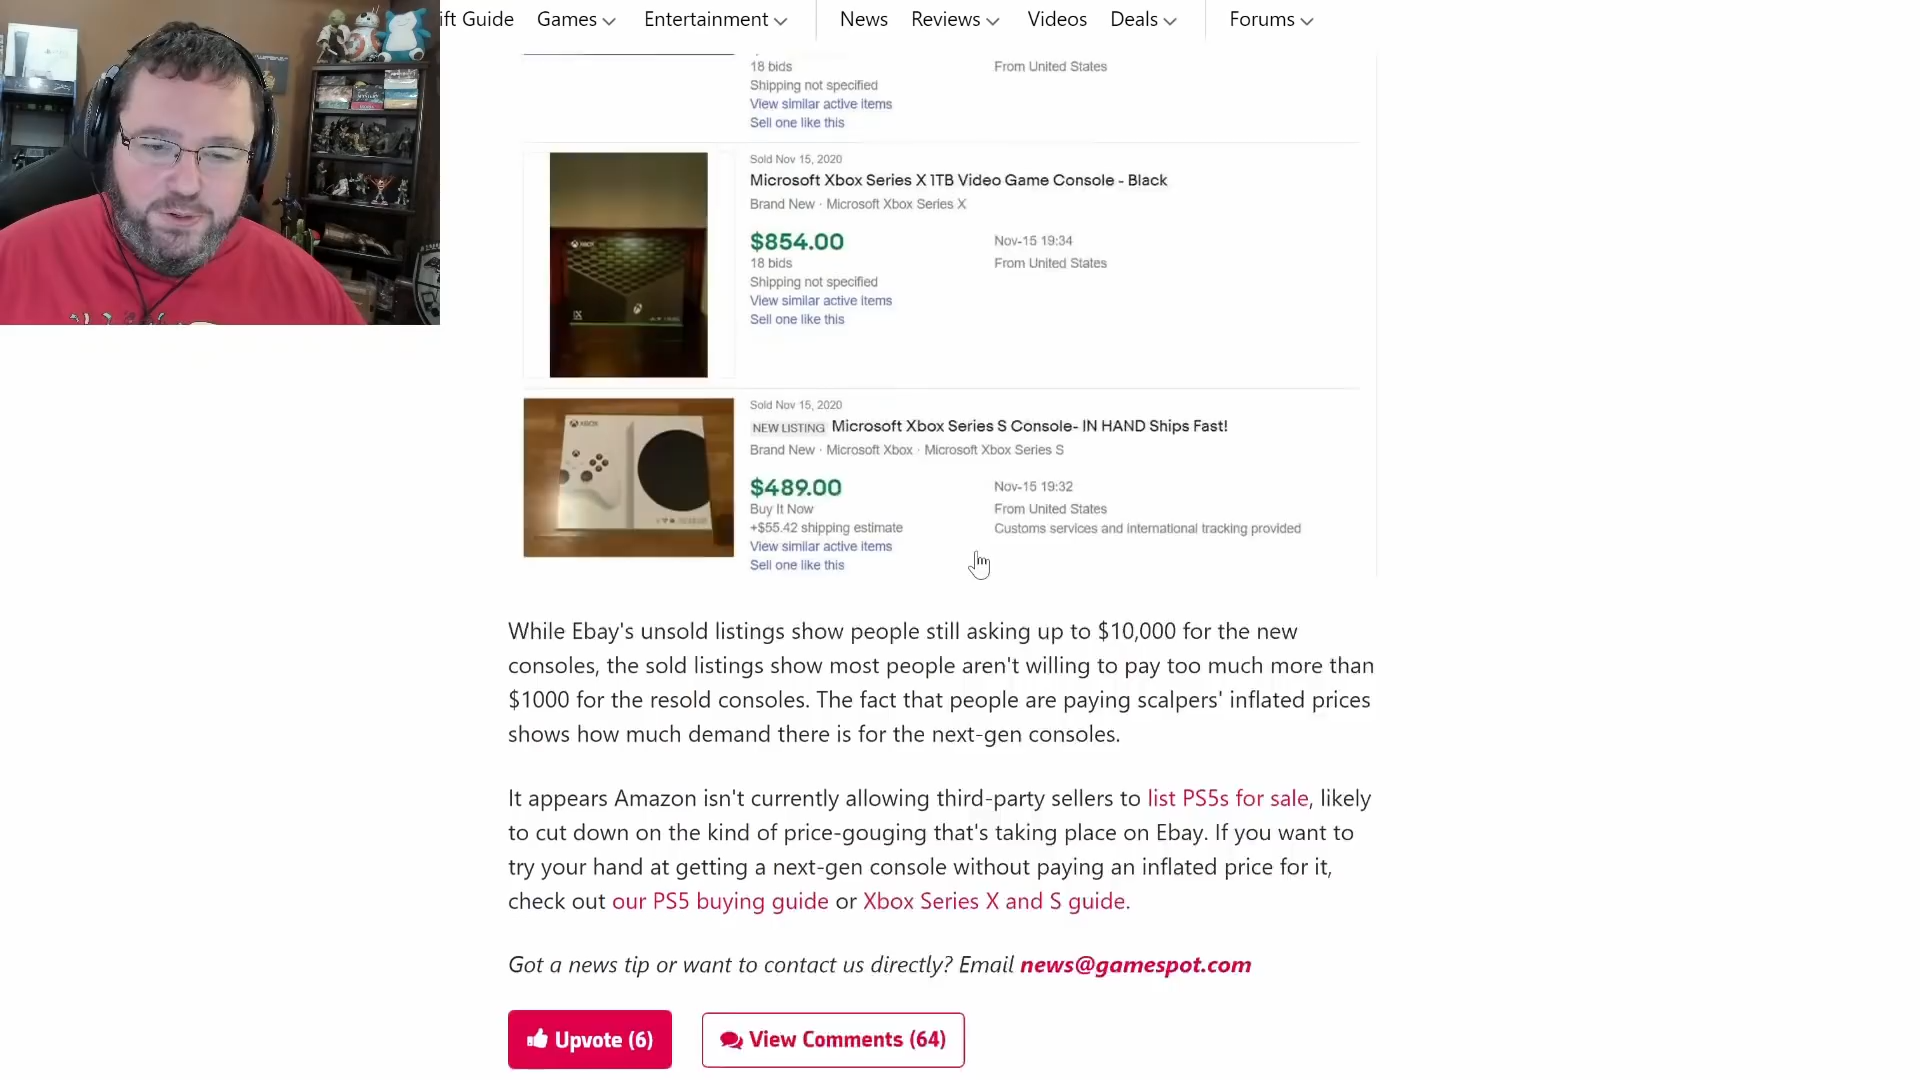 ift Guide Games Entertainment News Reviews Videos Deals Forums
18 bids From United States
Shipping not specified
View similar active items
Sell one like this
Sold Nov 15, 2020
Microsoft Xbox Series X 1TB Video Game Console - Black
Brand New · Microsoft Xbox Series X
$854.00 Nov-15 19:34
18 bids From United States
Shipping not specified
View similar active items
Sell one like this
XBOX
Sold Nov 15, 2020
NEW LISTING Microsoft Xbox Series S Console- IN HAND Ships Fast!
Brand New · Microsoft Xbox · Microsoft Xbox Series S
$489.00 Nov-15 19:32
Buy It Now From United States
+$55.42 shipping estimate Customs services and international tracking provided
View similar active items
Sell one like this
XBOX
While Ebay's unsold listings show people still asking up to $10,000 for the new
consoles, the sold listings show most people aren't willing to pay too much more than
$1000 for the resold consoles. The fact that people are paying scalpers' inflated prices
shows how much demand there is for the next-gen consoles.
It appears Amazon isn't currently allowing third-party sellers to list PS5s for sale, likely
to cut down on the kind of price-gouging that's taking place on Ebay. If you want to
try your hand at getting a next-gen console without paying an inflated price for it,
check out our PS5 buying guide or Xbox Series X and S guide.
Got a news tip or want to contact us directly? Email news@gamespot.com
Upvote (6) View Comments (64)